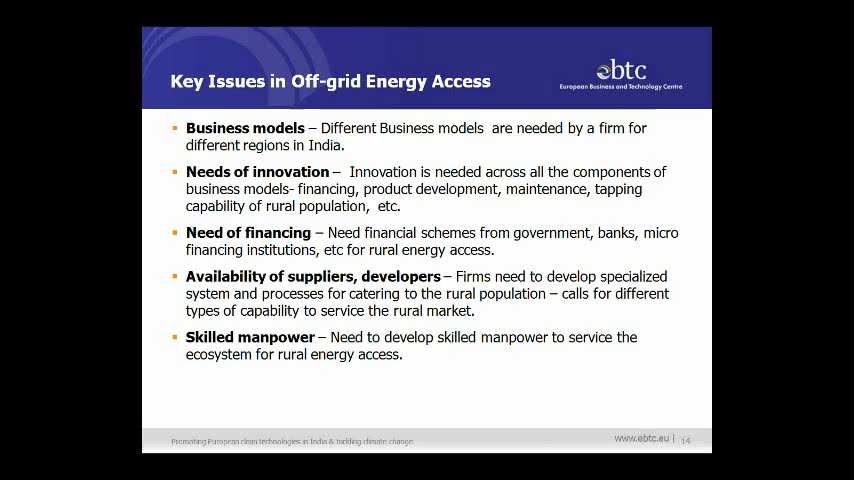 Key Issues in Off-grid Energy Access
ebtc
European Business and Technology Centre
Business models – Different Business models are needed by a firm for
different regions in India.
Needs of innovation – Innovation is needed across all the components of
business models- financing, product development, maintenance, tapping
capability of rural population, etc.
Need of financing – Need financial schemes from government, banks, micro
financing institutions, etc for rural energy access.
Availability of suppliers, developers – Firms need to develop specialized
system and processes for catering to the rural population – calls for different
types of capability to service the rural market.
Skilled manpower – Need to develop skilled manpower to service the
ecosystem for rural energy access.
Promoting European clean technologies in India & tackling climate change
www.ebtc.eu | 14